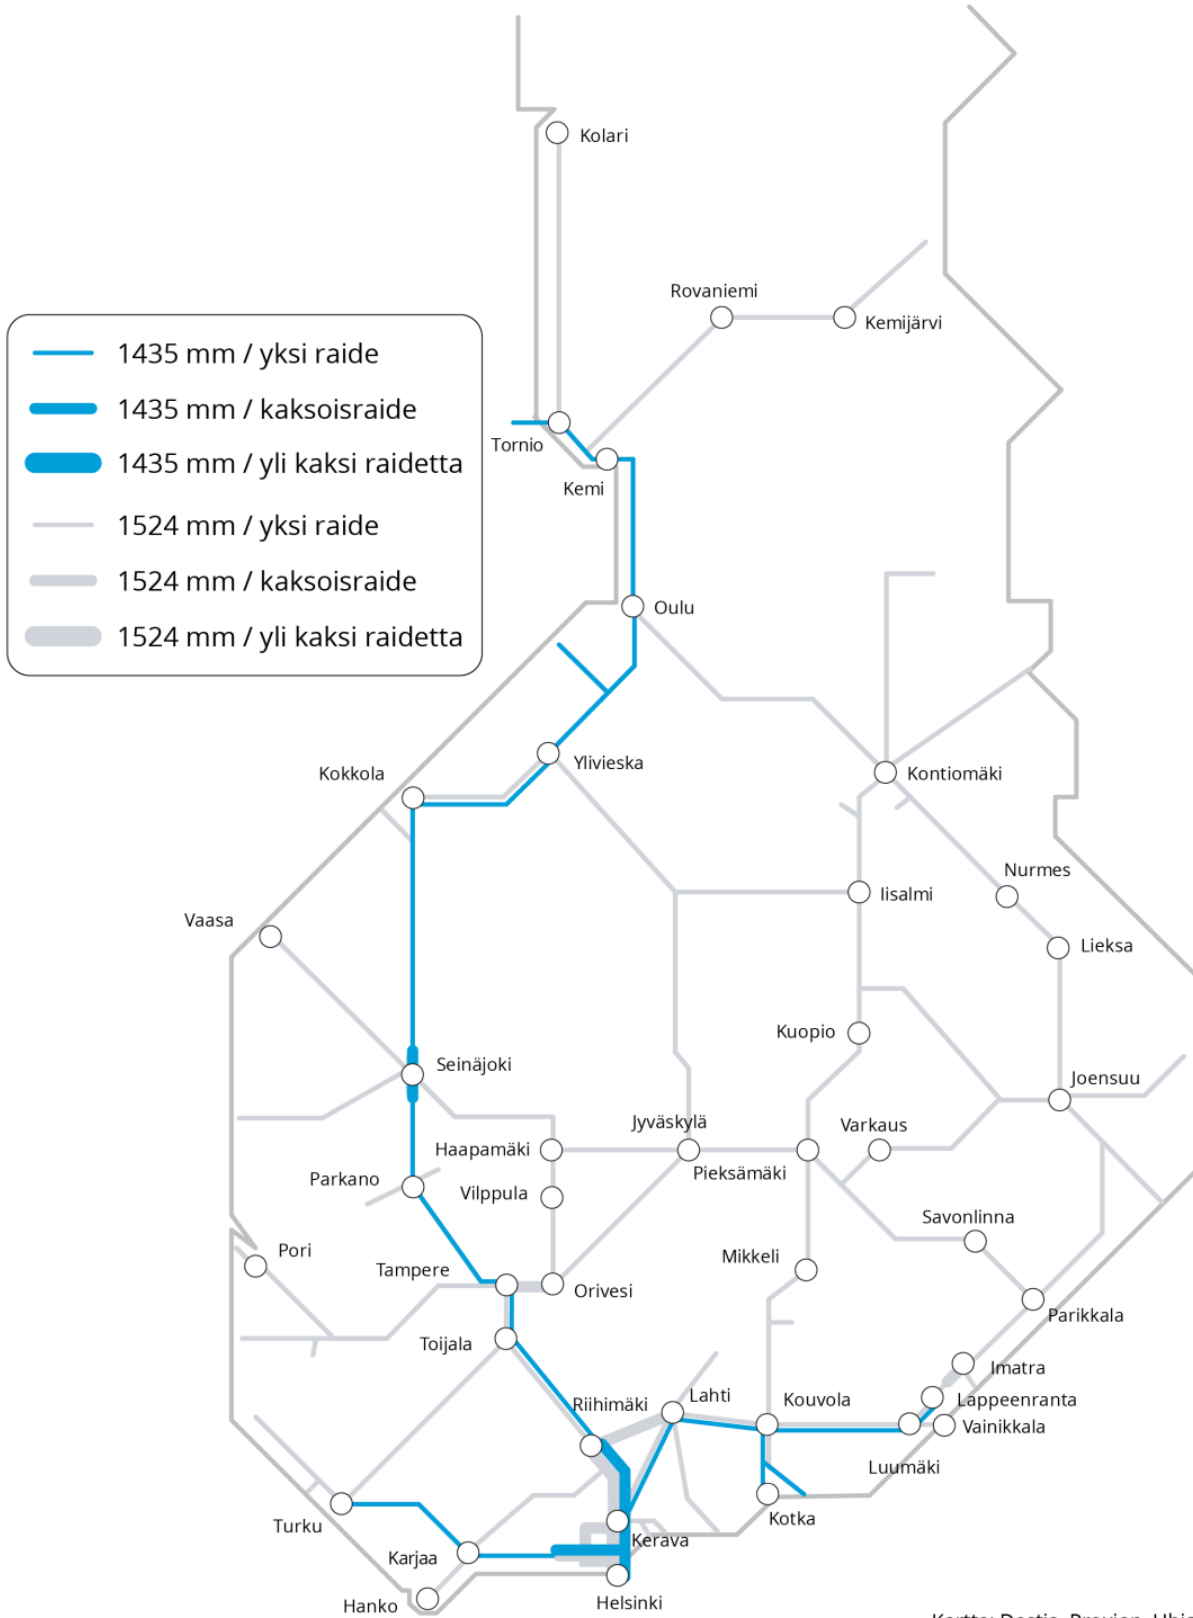 Kolari
Rovaniemi
Kemijärvi
1435 mm / yksi raide
1435 mm / kaksoisraide
1435 mm / yli kaksi raidetta
1524 mm / yksi raide
1524 mm / kaksoisraide
1524 mm / yli kaksi raidetta
Tornio
Kemi
Oulu
Ylivieska
Kokkola
Kontiomäki
Nurmes
Iisalmi
Vaasa
Lieksa
Kuopio
Seinäjoki
Joensuu
Jyväskylä
Varkaus
Haapamäki
Pieksämäki
Parkano
Vilppula
Savonlinna
Pori
Mikkeli
Tampere
Orivesi
Parikkala
Toijala
Imatra
Riihimäki
Lahti
Kouvola
Lappeenranta
Vainikkala
Luumäki
Kotka
Turku
Kerava
Karjaa
Helsinki
Hanko